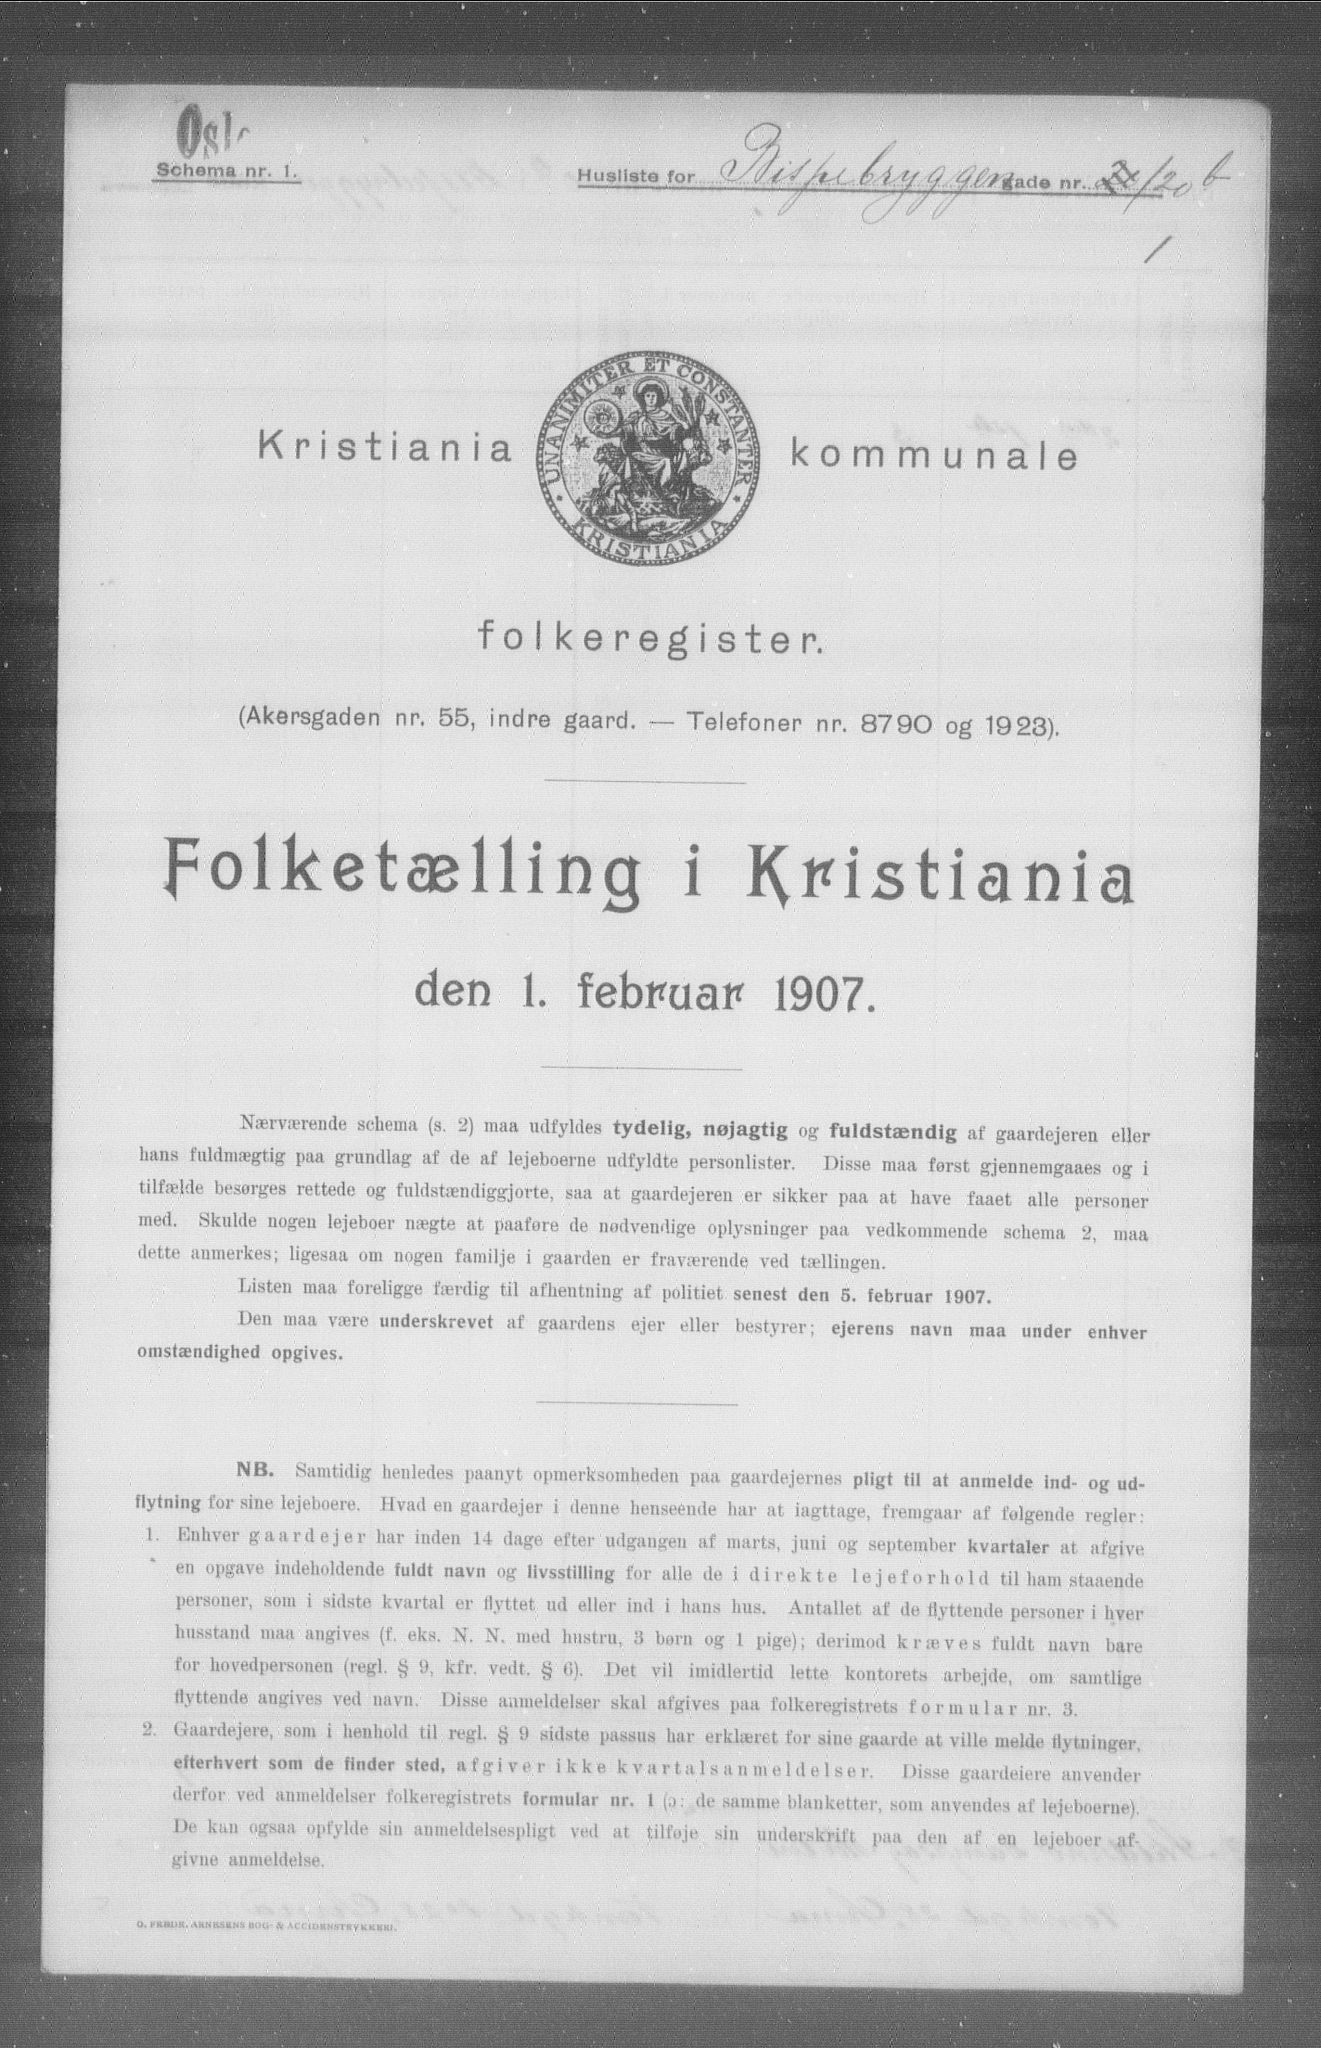 Osl
Schema nr. 1.
Husliste for Bispebryggen gade nr. /20 b
1
UNANIMITER ET CONSTANTER
KRISTIANIA
Kristiania kommunale
folkeregister.
(Akersgaden nr. 55, indre gaard. — Telefoner nr. 8790 og 1923).
Folketælling i Kristiania
den 1. februar 1907.
Nærværende schema (s. 2) maa udfyldes tydelig, nøjagtig og fuldstændig af gaardejeren eller
hans fuldmægtig paa grundlag af de af lejeboerne udfyldte personlister. Disse maa først gjennemgaaes og i
tilfælde besørges rettede og fuldstændiggjorte, saa at gaardejeren er sikker paa at have faaet alle personer
med. Skulde nogen lejeboer nægte at paaføre de nødvendige oplysninger paa vedkommende schema 2, maa
dette anmerkes; ligesaa om nogen familje i gaarden er fraværende ved tællingen.
Listen maa foreligge færdig til afhentning af politiet senest den 5. februar 1907.
Den maa være underskrevet af gaardens ejer eller bestyrer; ejerens navn maa under enhver
omstændighed opgives.
NB. Samtidig henledes paanyt opmerksomheden paa gaardejernes pligt til at anmelde ind- og ud-
flytning for sine lejeboere. Hvad en gaardejer i denne henseende har at iagttage, fremgaar af følgende regler:
1. Enhver gaardejer har inden 14 dage efter udgangen af marts, juni og september kvartaler at afgive
en opgave indeholdende fuldt navn og livsstilling for alle de i direkte lejeforhold til ham staaende
personer, som i sidste kvartal er flyttet ud eller ind i hans hus. Antallet af de flyttende personer i hver
husstand maa angives (f. eks. N. N. med hustru, 3 børn og 1 pige); derimod kræves fuldt navn bare
for hovedpersonen (regl. § 9, kfr. vedt. § 6). Det vil imidlertid lette kontorets arbejde, om samtlige
flyttende angives ved navn. Disse anmeldelser skal afgives paa folkeregistrets formular nr. 3.
2. Gaardejere, som i henhold til regl. § 9 sidste passus har erklæret for sine gaarde at ville melde flytninger,
efterhvert som de finder sted, afgiver ikke kvartalsanmeldelser. Disse gaardeiere anvender
derfor ved anmeldelser folkeregistrets formular nr. 1 (ɔ: de samme blanketter, som anvendes af lejeboerne).
De kan ogsaa opfylde sin anmeldelsespligt ved at tilføje sin underskrift paa den af en lejeboer af-
givne anmeldelse.
O. FREDR. ARNESENS BOG- & ACCIDENSTRYKKERI.